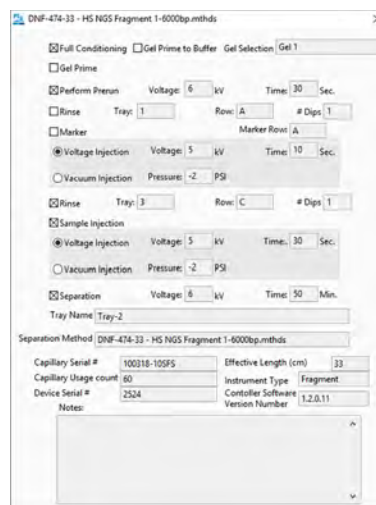 DNF-474-33 - HS NGS Fragment 1-6000bp.mthds
Full Conditioning Gel Prime to Buffer Gel Selection Gel 1
Gel Prime
Perform Prerun Voltage: 6 kV Time: 30 Sec.
Rinse Tray: 1 Row: A # Dips 1
Marker Marker Row: A
Voltage Injection Voltage: 5 kV Time: 10 Sec.
Vacuum Injection Pressure: -2 PSI
Rinse Tray: 3 Row: C # Dips 1
Sample Injection
Voltage Injection Voltage: 5 kV Time:. 30 Sec.
Vacuum Injection Pressure: -2 PSI
Separation Voltage: 6 kV Time: 50 Min.
Tray Name Tray-2
Separation Method DNF-474-33 - HS NGS Fragment 1-6000bp.mthds
Capillary Serial # 100318-10SFS Effective Length (cm) 33
Capillary Usage count 60 Instrument Type Fragment
Device Serial # 2524 Contoller Software Version Number 1.2.0.11
Notes: